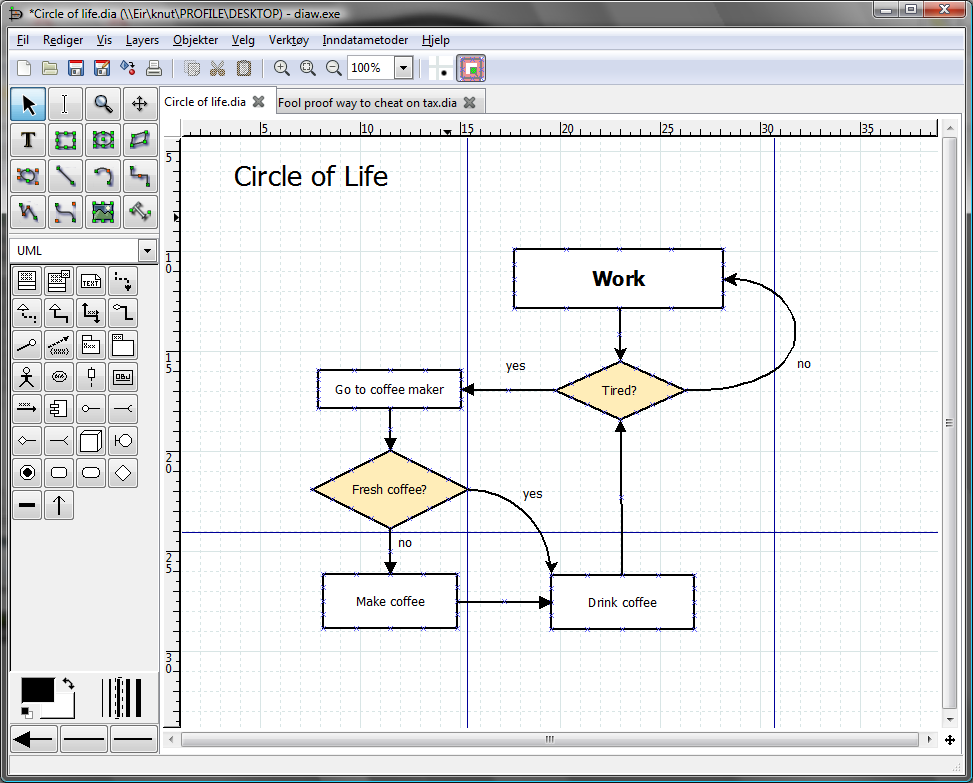 *Circle of life.dia (\\Eir\knut\PROFILE\DESKTOP) - diaw.exe
Fil Rediger Vis Layers Objekter Velg Verktøy Inndatametoder Hjelp
100%
Circle of life.dia
Fool proof way to cheat on tax.dia
5 10 15 20 25 30 35
T
UML
TEXT
OBJ
5
10
15
20
25
30
Circle of Life
Work
no
yes
Go to coffee maker
Tired?
Fresh coffee?
yes
no
Make coffee
Drink coffee